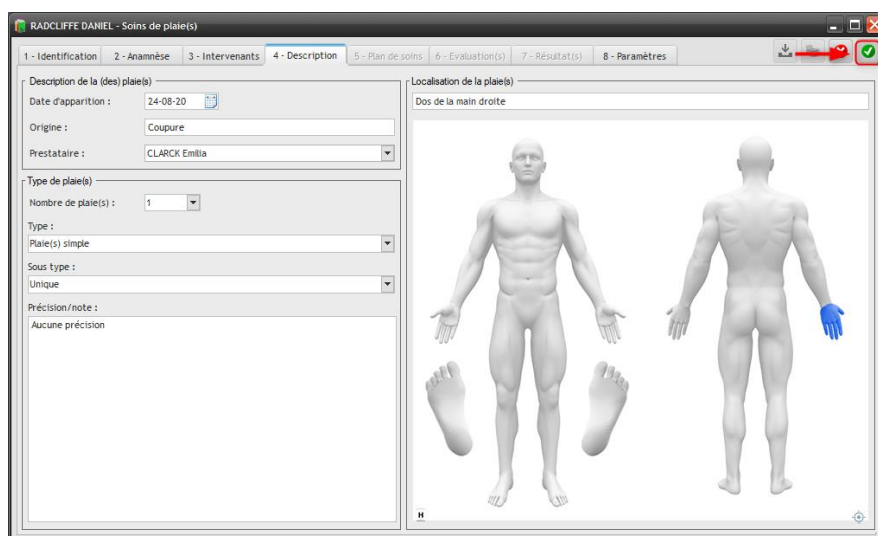 RADCLIFFE DANIEL - Soins de plaie(s)
1 - Identification
2 - Anamnèse
3 - Intervenants
4 - Description
5 - Plan de soins
6 - Evaluation(s)
7 - Résultat(s)
8 - Paramètres
Description de la (des) plaie(s)
Date d'apparition :
24-08-20
Origine :
Coupure
Prestataire :
CLARCK Emilia
Type de plaie(s)
Nombre de plaie(s) :
1
Type :
Plaie(s) simple
Sous type :
Unique
Précision/note :
Aucune précision
Localisation de la plaie(s)
Dos de la main droite
H